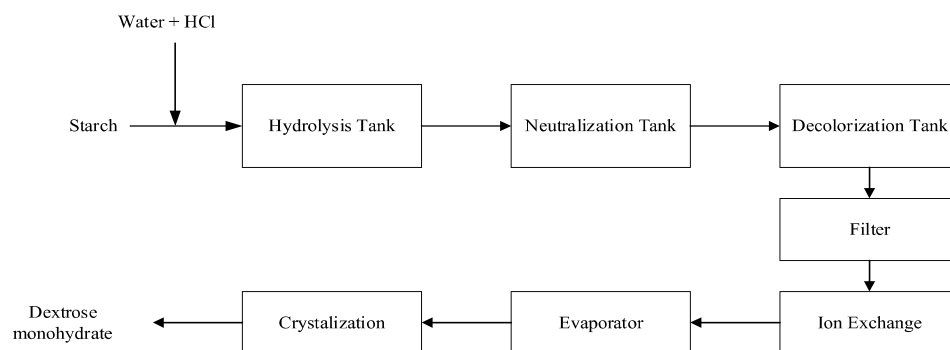 Water + HCl
Starch
Hydrolysis Tank
Neutralization Tank
Decolorization Tank
Filter
Dextrose
monohydrate
Crystalization
Evaporator
Ion Exchange